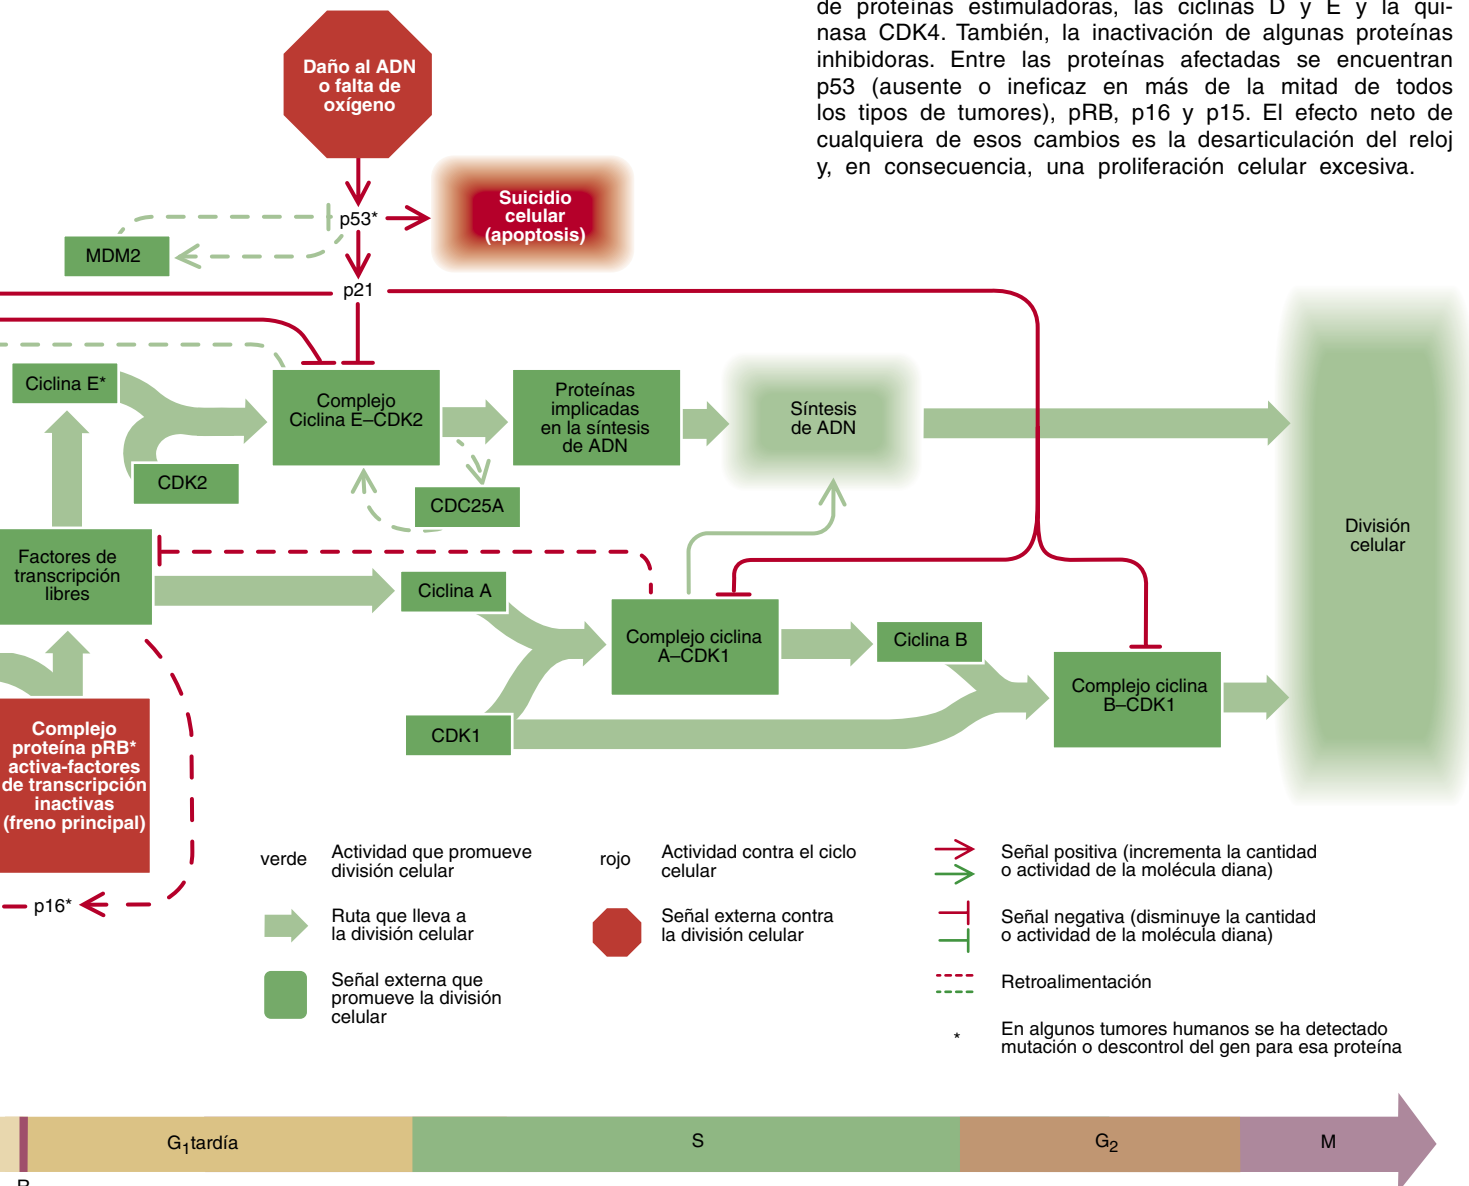 de proteínas estimuladoras, las ciclinas D y E y la qui-
nasa CDK4. También, la inactivación de algunas proteínas
inhibidoras. Entre las proteínas afectadas se encuentran
p53 (ausente o ineficaz en más de la mitad de todos
los tipos de tumores), pRB, p16 y p15. El efecto neto de
cualquiera de esos cambios es la desarticulación del reloj
y, en consecuencia, una proliferación celular excesiva.
Daño al ADN
o falta de
oxígeno
p53*
Suicidio
celular
(apoptosis)
MDM2
p21
Ciclina E*
CDK2
Complejo
Ciclina E–CDK2
Proteínas
implicadas
en la síntesis
de ADN
Síntesis
de ADN
CDC25A
División
celular
Factores de
transcripción
libres
Ciclina A
Complejo ciclina
A–CDK1
Ciclina B
CDK1
Complejo ciclina
B–CDK1
Complejo
proteína pRB*
activa-factores
de transcripción
inactivas
(freno principal)
p16*
verde
Actividad que promueve
división celular
Ruta que lleva a
la división celular
Señal externa que
promueve la división
celular
rojo
Actividad contra el ciclo
celular
Señal externa contra
la división celular
Señal positiva (incrementa la cantidad
o actividad de la molécula diana)
Señal negativa (disminuye la cantidad
o actividad de la molécula diana)
Retroalimentación
*
En algunos tumores humanos se ha detectado
mutación o descontrol del gen para esa proteína
G1tardía
S
G2
M